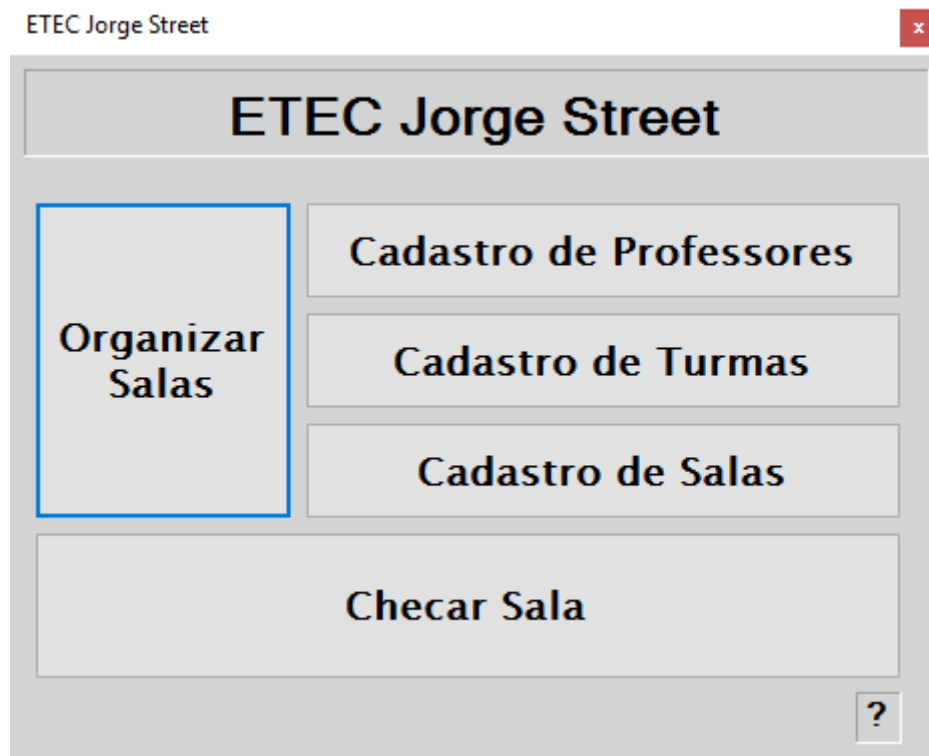 ETEC Jorge Street
x
ETEC Jorge Street
Organizar
Salas
Cadastro de Professores
Cadastro de Turmas
Cadastro de Salas
Checar Sala
?